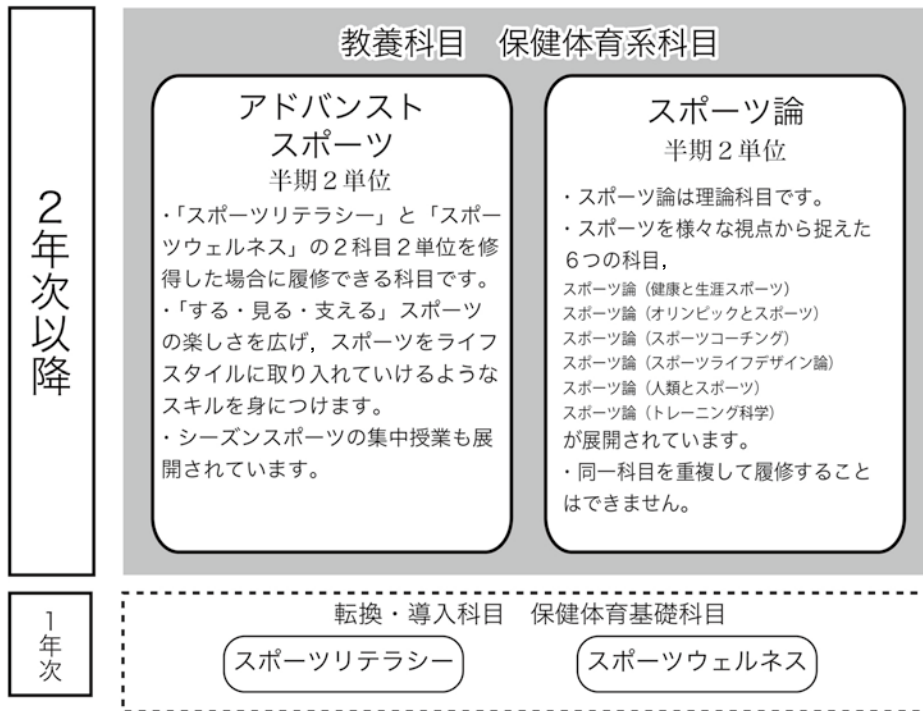 教養科目　保健体育系科目
アドバンスト
スポーツ
半期２単位
・「スポーツリテラシー」と「スポー
ツウェルネス」の２科目２単位を修
得した場合に履修できる科目です。
・「する・見る・支える」スポーツ
の楽しさを広げ，スポーツをライフ
スタイルに取り入れていけるような
スキルを身につけます。
・シーズンスポーツの集中授業も展
開されています。
スポーツ論
半期２単位
・スポーツ論は理論科目です。
・スポーツを様々な視点から捉えた
６つの科目，
スポーツ論（健康と生涯スポーツ）
スポーツ論（オリンピックとスポーツ）
スポーツ論（スポーツコーチング）
スポーツ論（スポーツライフデザイン論）
スポーツ論（人類とスポーツ）
スポーツ論（トレーニング科学）
が展開されています。
・同一科目を重複して履修すること
はできません。
２年次以降
１年次
転換・導入科目　保健体育基礎科目
スポーツリテラシー
スポーツウェルネス